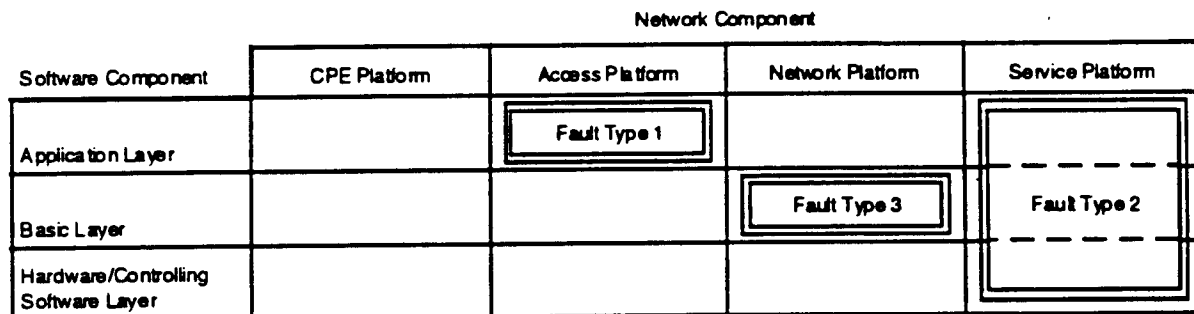 Network Component
Software Component
CPE Platform
Access Platform
Network Platform
Service Platform
Application Layer
Fault Type 1
Basic Layer
Fault Type 3
Fault Type 2
Hardware/Controlling
Software Layer